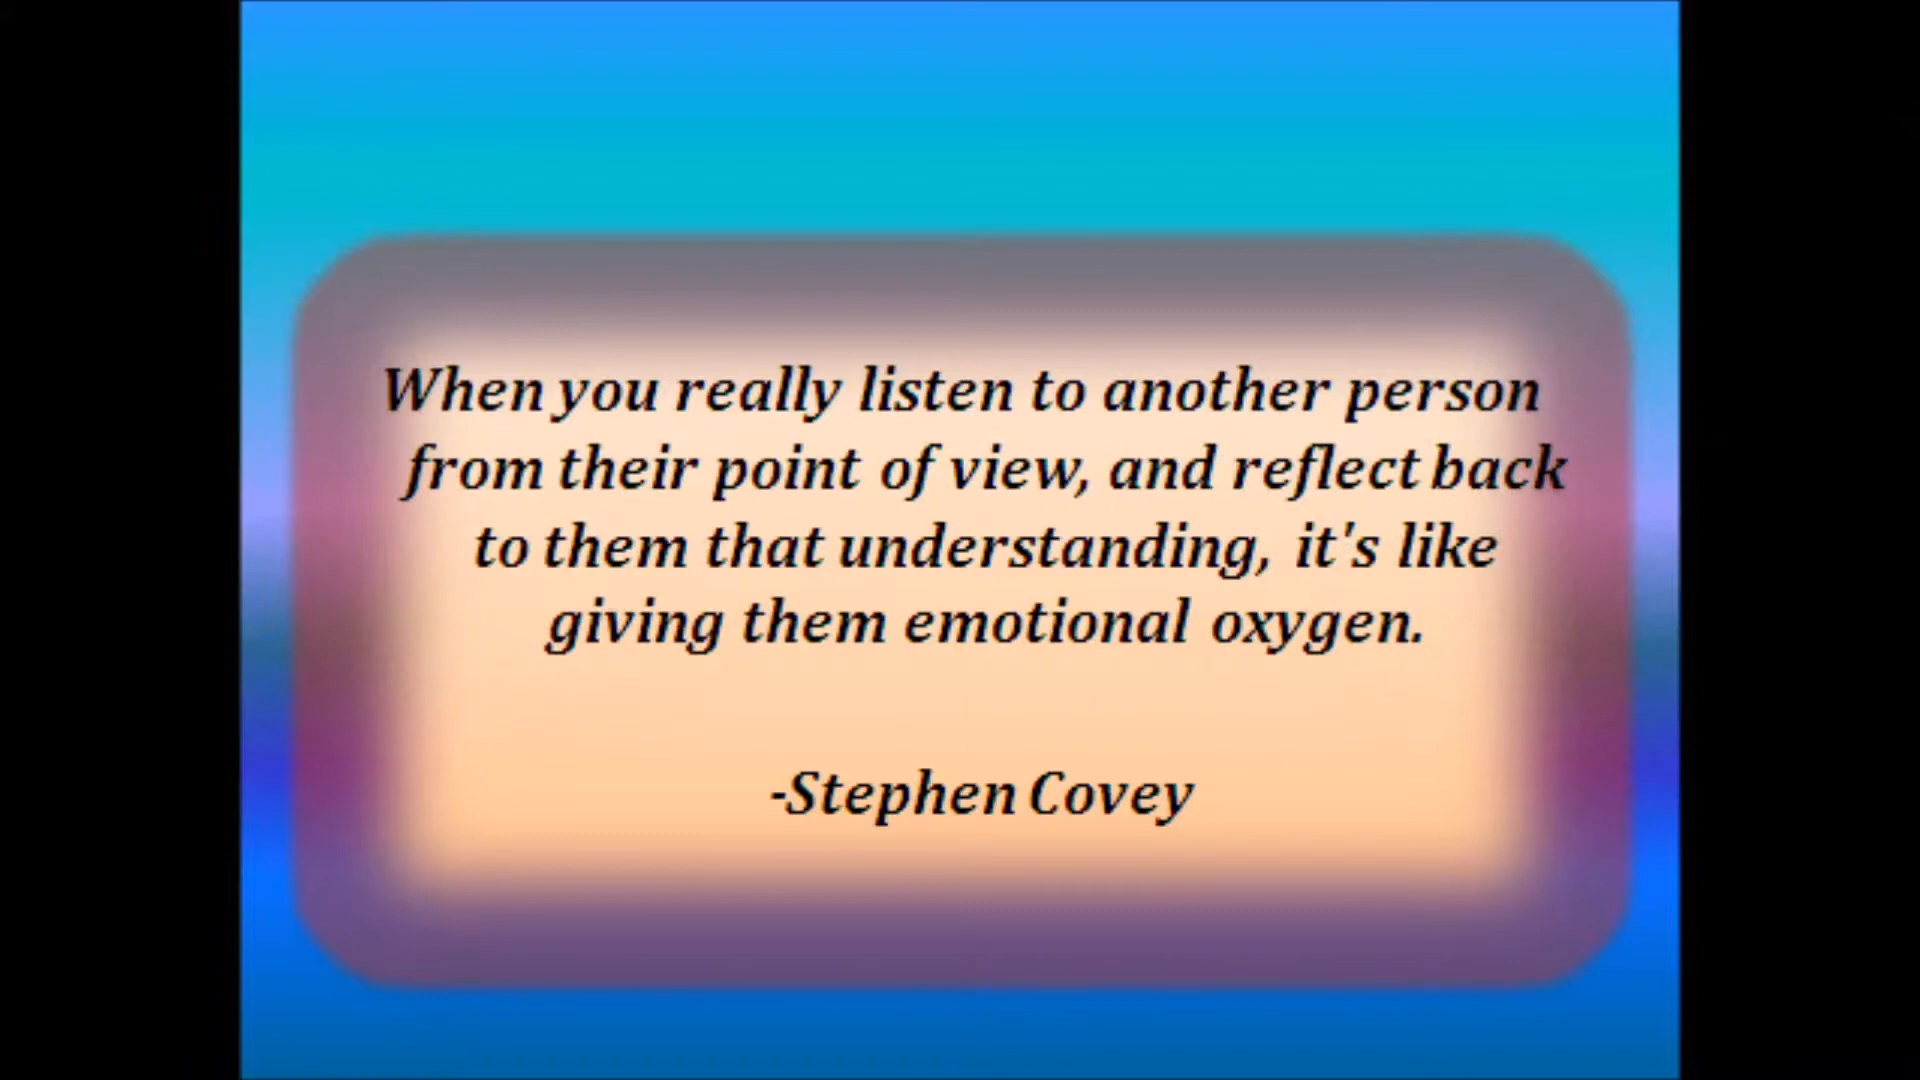 When you really listen to another person
from their point of view, and reflect back
to them that understanding, it's like
giving them emotional oxygen.
-Stephen Covey